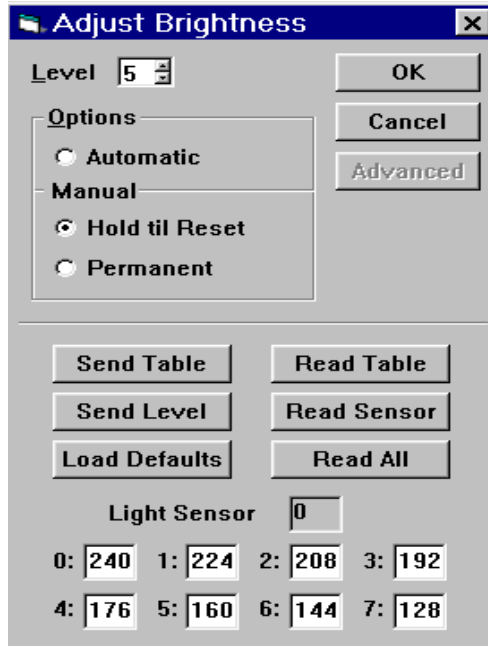 Adjust Brightness
Level 5
OK
Options
Cancel
Automatic
Advanced
Manual
Hold til Reset
Permanent
Send Table Read Table
Send Level Read Sensor
Load Defaults Read All
Light Sensor 0
0: 240 1: 224 2: 208 3: 192
4: 176 5: 160 6: 144 7: 128